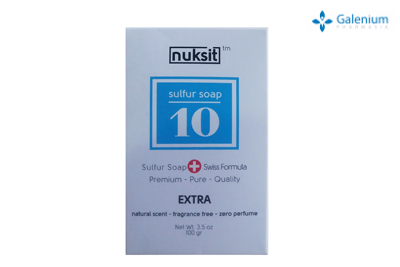 Galenium
PHARMASIA
nuksit tm
sulfur soap
10
Sulfur Soap Swiss Formula
Premium - Pure - Quality
EXTRA
natural scent - fragrance free - zero perfume
Net Wt. 3.5 oz
100 gr